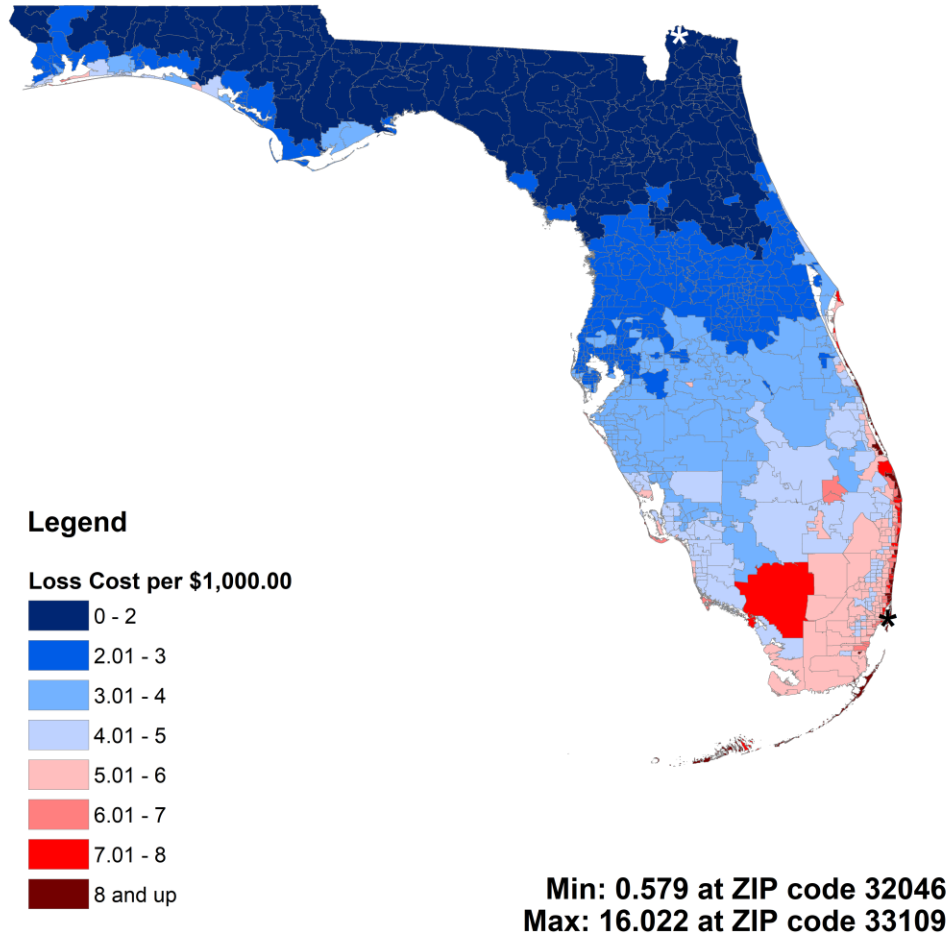 Legend
Loss Cost per $1,000.00
0 - 2
2.01 - 3
3.01 - 4
4.01 - 5
5.01 - 6
6.01 - 7
7.01 - 8
8 and up
Min: 0.579 at ZIP code 32046
Max: 16.022 at ZIP code 33109